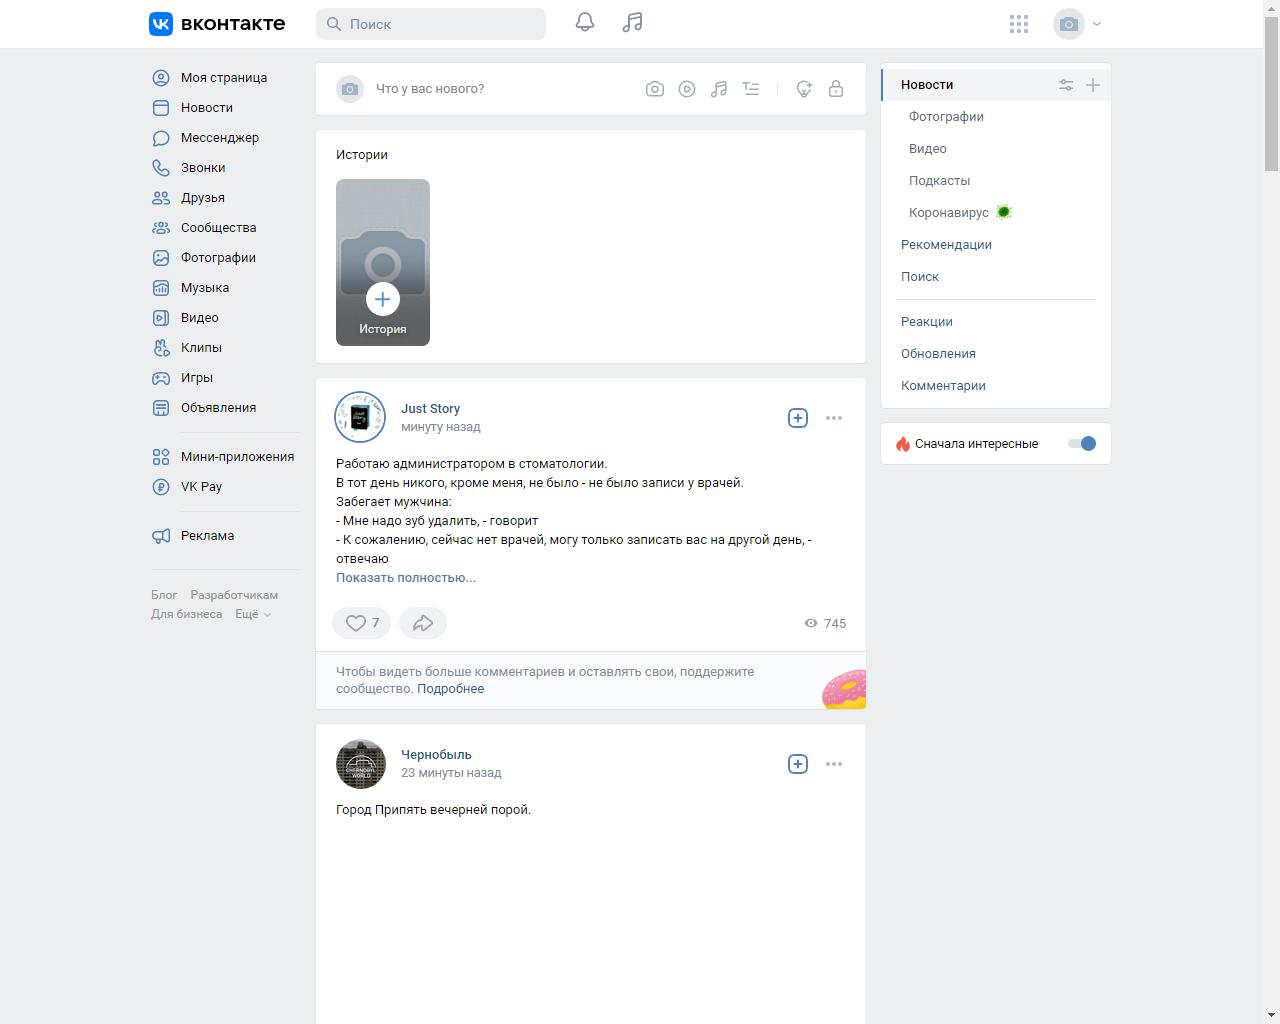 вконтакте
Поиск
Моя страница
Новости
Мессенджер
Звонки
Друзья
Сообщества
Фотографии
Музыка
Видео
Клипы
Игры
Объявления
Мини-приложения
VK Pay
Реклама
Блог Разработчикам
Для бизнеса Ещё
Что у вас нового?
Истории
История
Just Story
минуту назад
Работаю администратором в стоматологии.
В тот день никого, кроме меня, не было - не было записи у врачей.
Забегает мужчина:
- Мне надо зуб удалить, - говорит
- К сожалению, сейчас нет врачей, могу только записать вас на другой день, -
отвечаю
Показать полностью...
7
745
Чтобы видеть больше комментариев и оставлять свои, поддержите
сообщество. Подробнее
CHERNOBYL
WORLD
Чернобыль
23 минуты назад
Город Припять вечерней порой.
Новости
Фотографии
Видео
Подкасты
Коронавирус
Рекомендации
Поиск
Реакции
Обновления
Комментарии
Сначала интересные